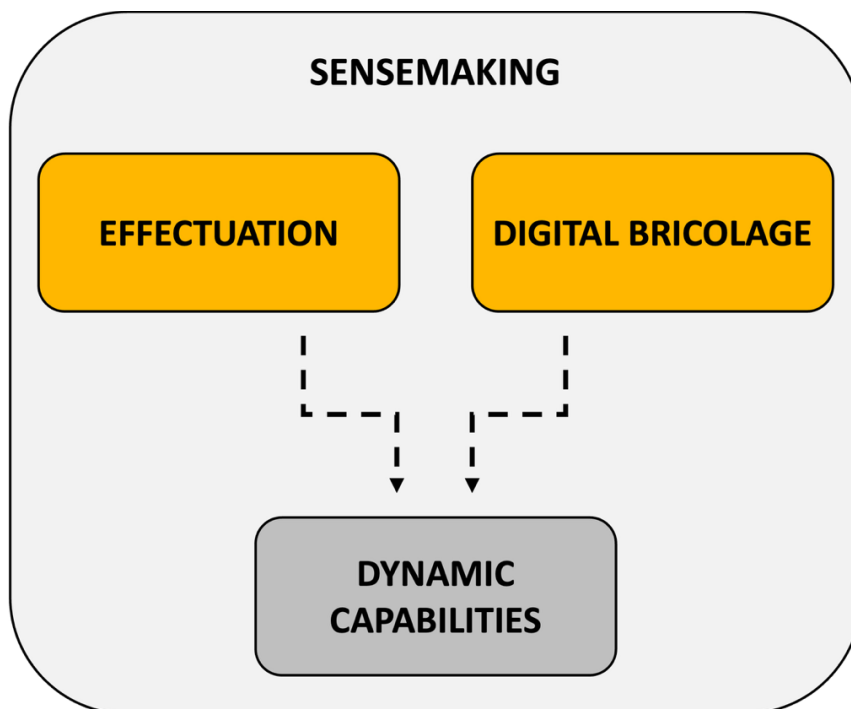 SENSEMAKING
EFFECTUATION
DIGITAL BRICOLAGE
DYNAMIC
CAPABILITIES